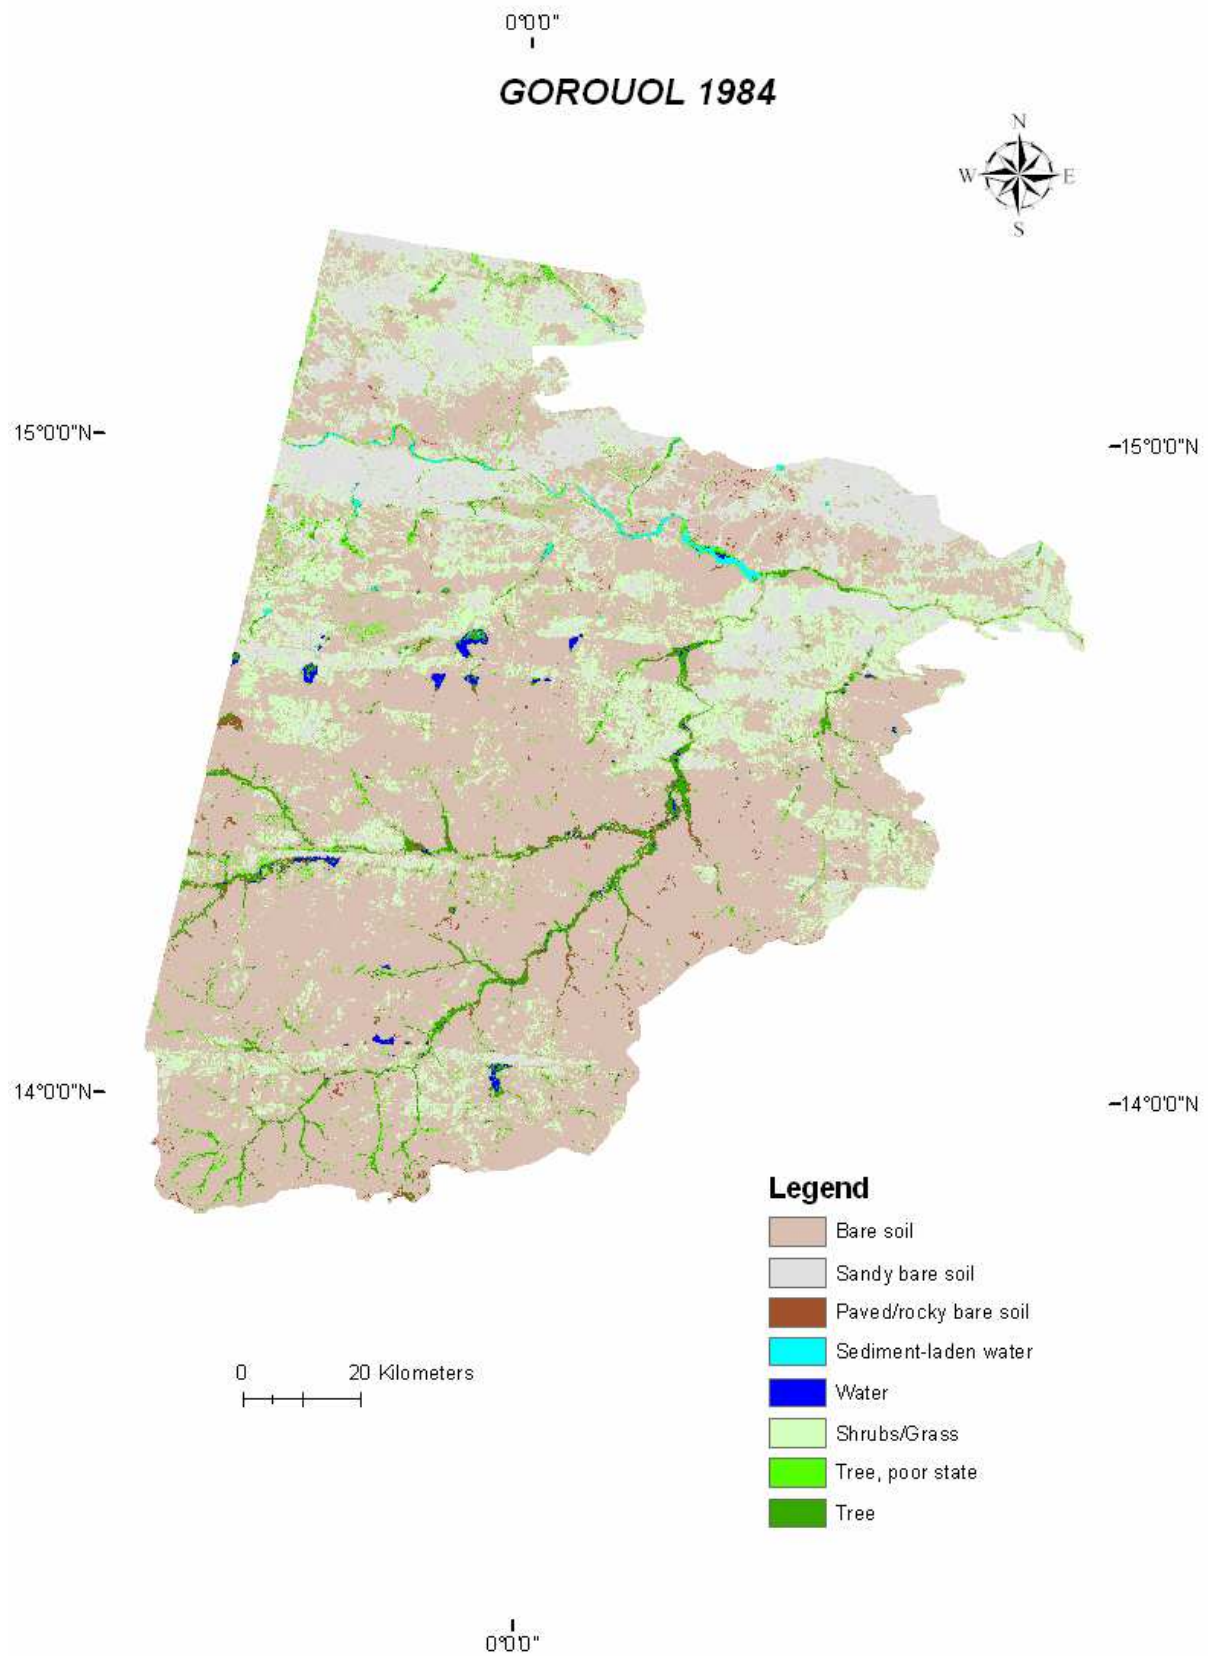 0°0'0"
GOROUOL 1984
N
W E
S
15°0'0"N
15°0'0"N
14°0'0"N
14°0'0"N
Legend
Bare soil
Sandy bare soil
Paved/rocky bare soil
Sediment-laden water
Water
Shrubs/Grass
Tree, poor state
Tree
0 20 Kilometers
0°0'0"